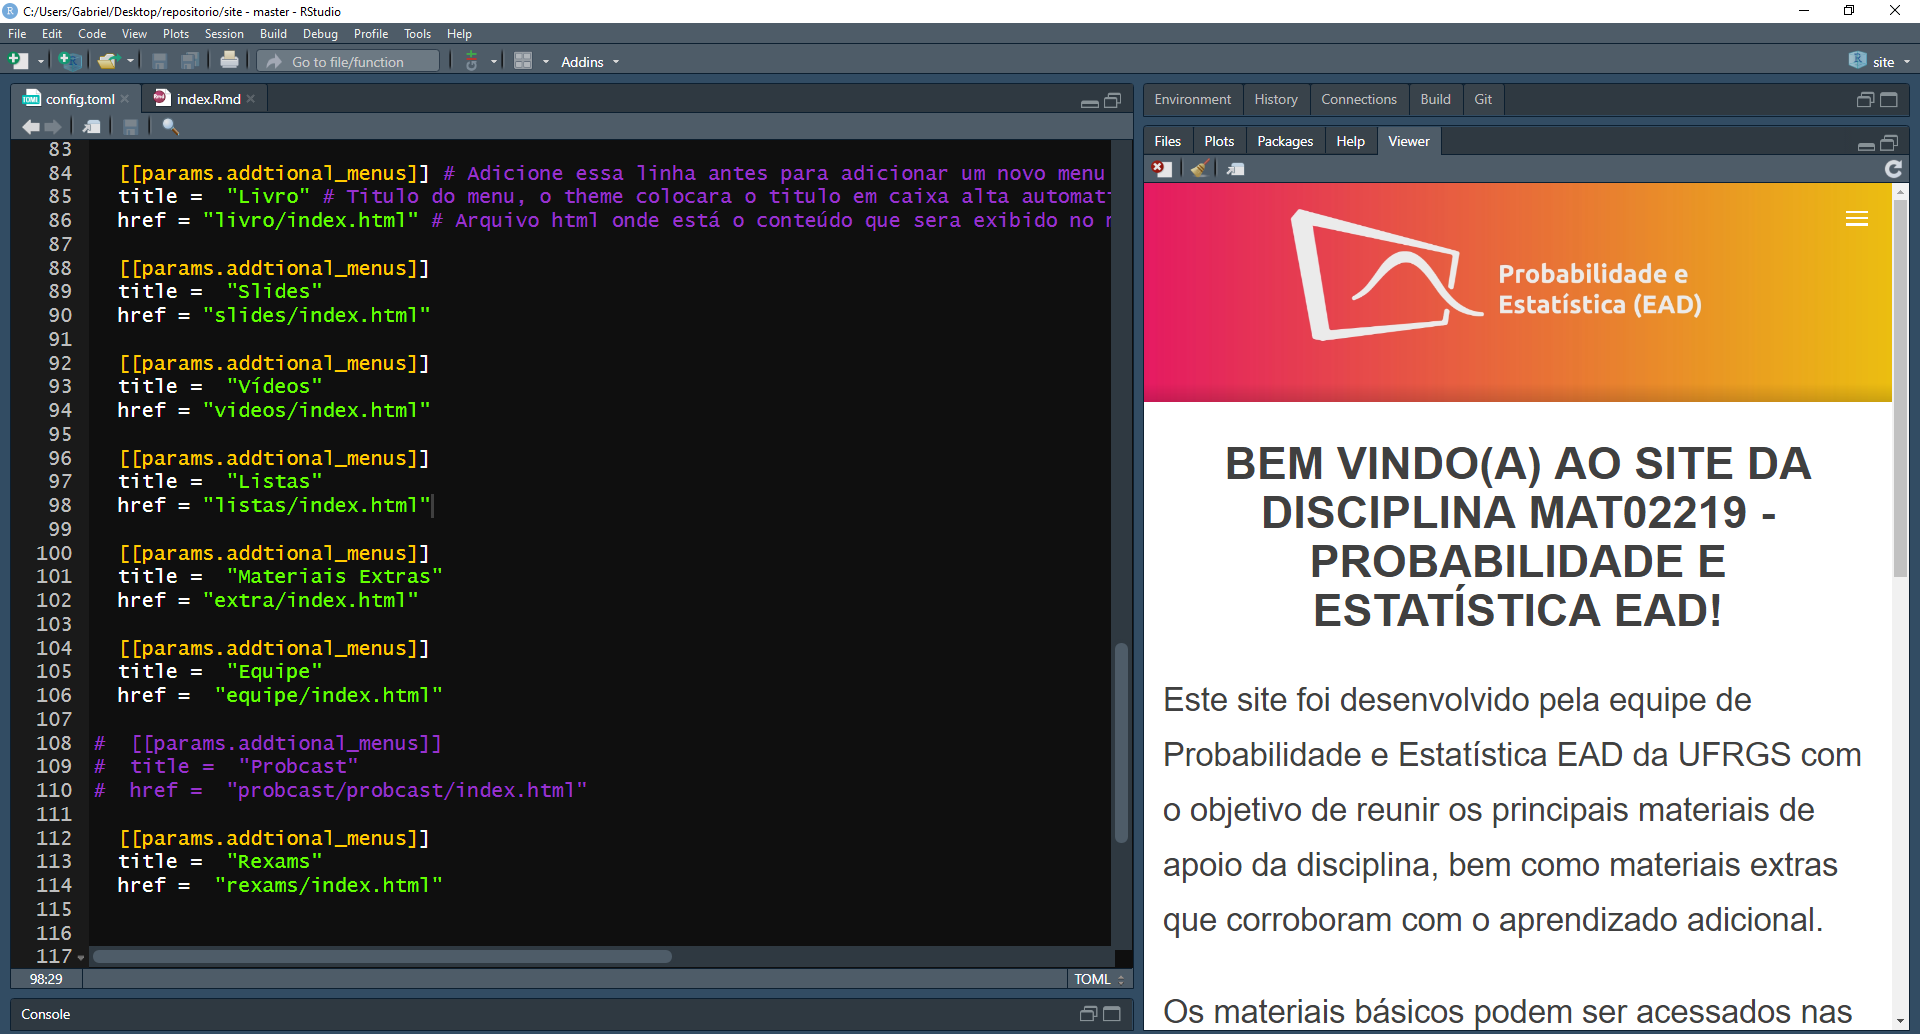 C:/Users/Gabriel/Desktop/repositorio/site - master - RStudio
File Edit Code View Plots Session Build Debug Profile Tools Help
Go to file/function
Addins
site
config.toml
index.Rmd
83
84 [[params.addtional_menus]] # Adicione essa linha antes para adicionar um novo menu
85 title = "Livro" # Titulo do menu, o theme colocara o titulo em caixa alta automati
86 href = "livro/index.html" # Arquivo html onde está o conteúdo que sera exibido no
87
88 [[params.addtional_menus]]
89 title = "Slides"
90 href = "slides/index.html"
91
92 [[params.addtional_menus]]
93 title = "Vídeos"
94 href = "videos/index.html"
95
96 [[params.addtional_menus]]
97 title = "Listas"
98 href = "listas/index.html"
99
100 [[params.addtional_menus]]
101 title = "Materiais Extras"
102 href = "extra/index.html"
103
104 [[params.addtional_menus]]
105 title = "Equipe"
106 href = "equipe/index.html"
107
108 # [[params.addtional_menus]]
109 # title = "Probcast"
110 # href = "probcast/probcast/index.html"
111
112 [[params.addtional_menus]]
113 title = "Rexams"
114 href = "rexams/index.html"
115
116
117
98:29
TOML
Console
Environment History Connections Build Git
Files Plots Packages Help Viewer
Probabilidade e
Estatística (EAD)
BEM VINDO(A) AO SITE DA
DISCIPLINA MAT02219 -
PROBABILIDADE E
ESTATÍSTICA EAD!
Este site foi desenvolvido pela equipe de
Probabilidade e Estatística EAD da UFRGS com
o objetivo de reunir os principais materiais de
apoio da disciplina, bem como materiais extras
que corroboram com o aprendizado adicional.
Os materiais básicos podem ser acessados nas